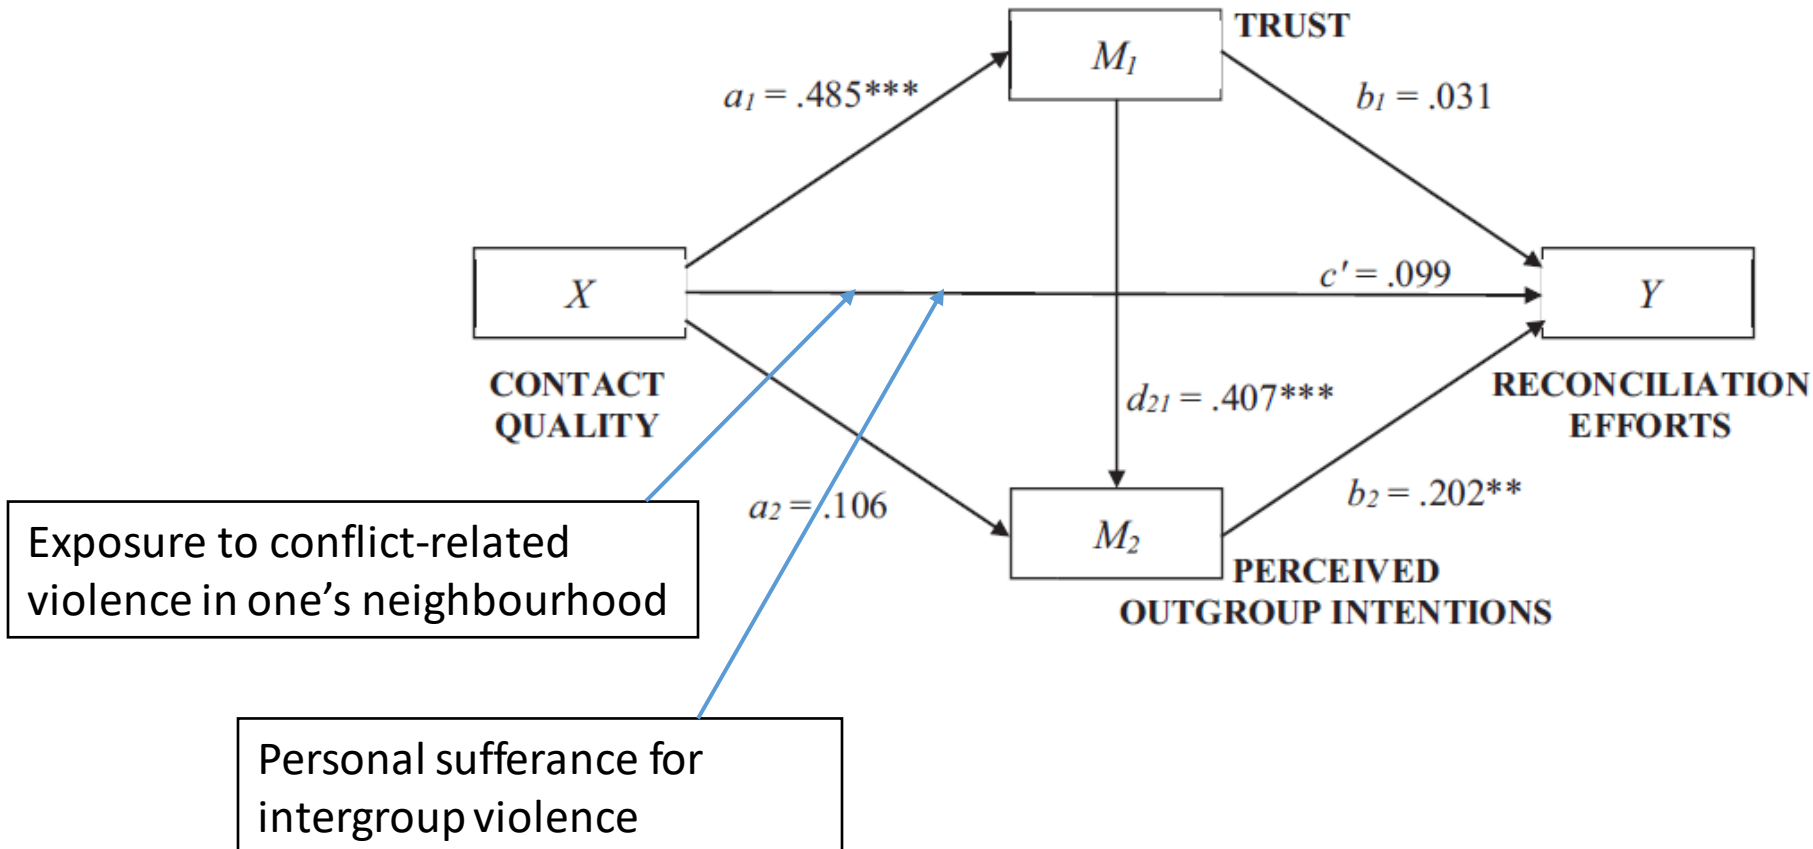 TRUST
M1
a1 = .485***
b1 = .031
X
c' = .099
Y
CONTACT
QUALITY
d21 = .407***
RECONCILIATION
EFFORTS
a2 = .106
b2 = .202**
M2
PERCEIVED
OUTGROUP INTENTIONS
Exposure to conflict-related
violence in one’s neighbourhood
Personal sufferance for
intergroup violence